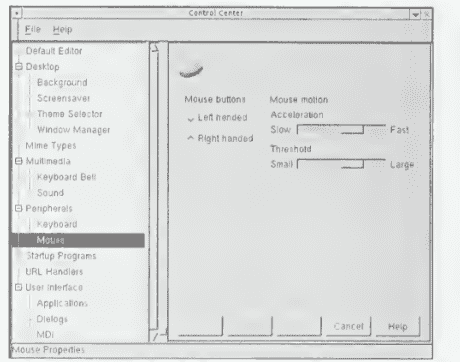 Control Center
File Help
Default Editor
Desktop
Background
Screensaver
Theme Selector
Window Manager
Mime Types
Multimedia
Keyboard Bell
Sound
Peripherals
Keyboard
Mouse
Startup Programs
URL Handlers
User Interface
Applications
Dialogs
MDI
Mouse buttons
Left handed
Right handed
Mouse motion
Acceleration
Slow Fast
Threshold
Small Large
Cancel Help
Mouse Properties